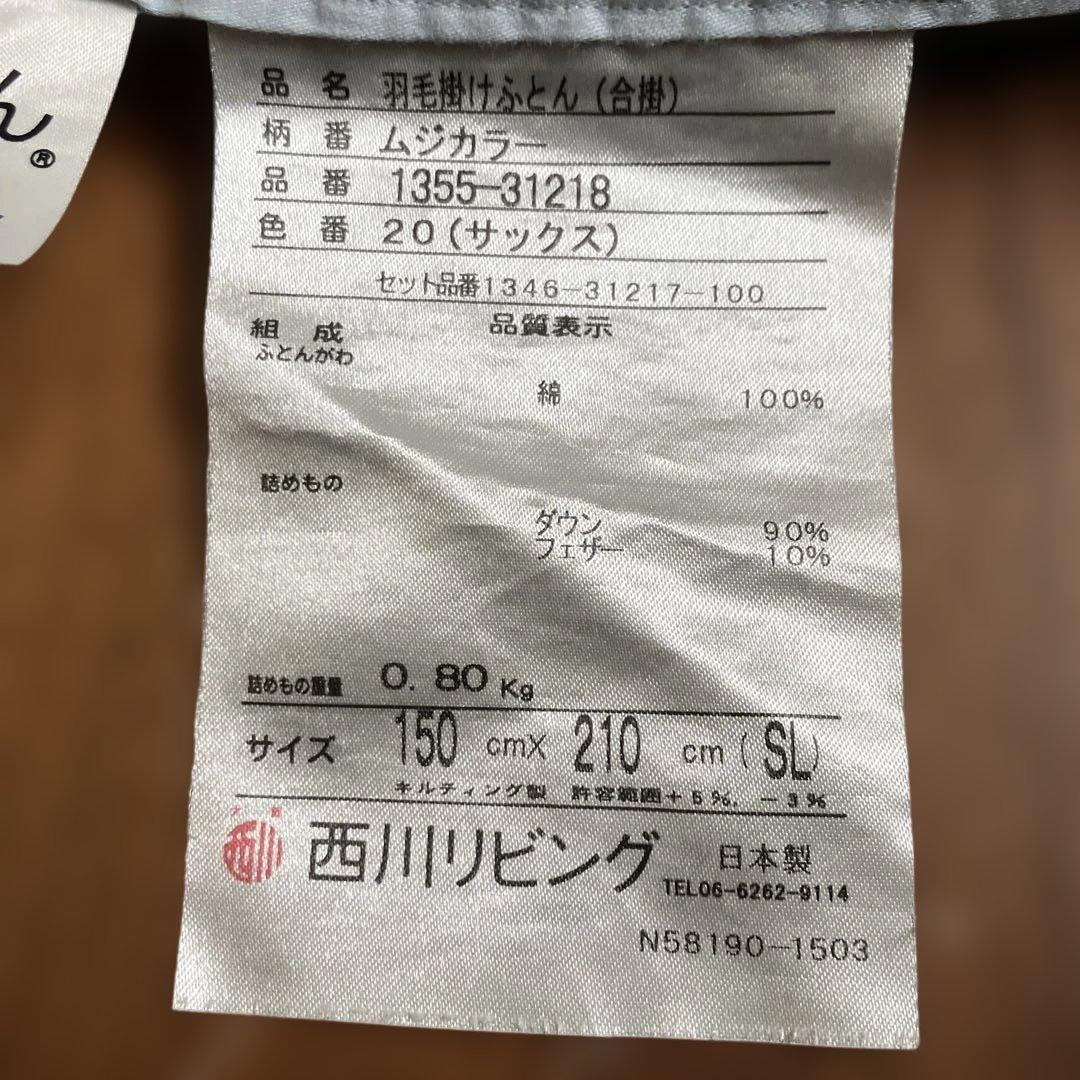 ん®
品名 羽毛掛けふとん(合掛)
柄番 ムジカラー
品番 1355-31218
色番 20(サックス)
セット品番1346-31217-100
組成 品質表示
ふとんがわ
綿 100%
詰めもの
ダウン 90%
フェザー 10%
詰めもの重量 0.80 Kg
サイズ 150 cmX 210 cm (SL)
キルティング製 許容範囲+5%.-3%
西川 西川リビング 日本製
TEL06-6262-9114
N58190-1503